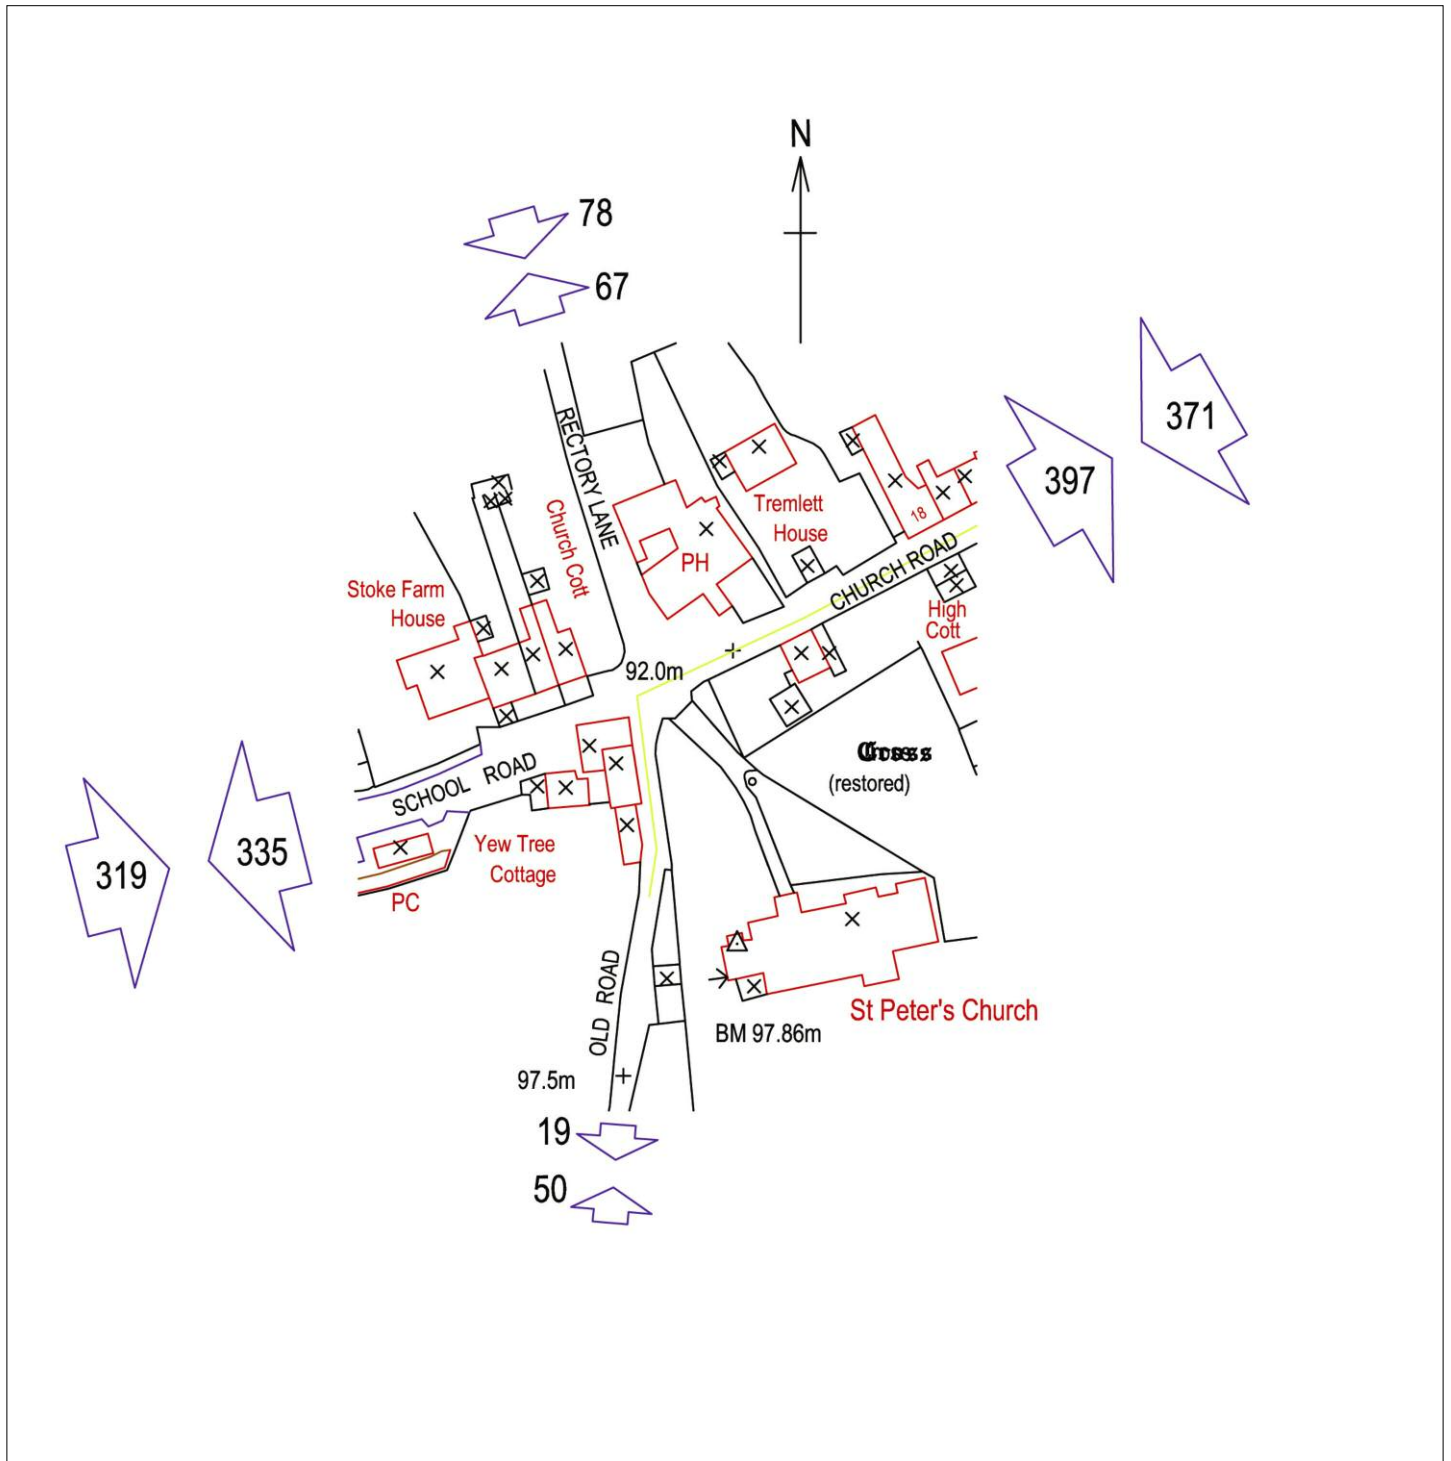 N
78
67
371
397
RECTORY LANE
Church Cott
Tremlett
House
18
PH
CHURCH ROAD
Stoke Farm
House
High
Cott
92.0m
Cross
(restored)
SCHOOL ROAD
335
319
Yew Tree
Cottage
PC
OLD ROAD
St Peter's Church
BM 97.86m
97.5m
19
50